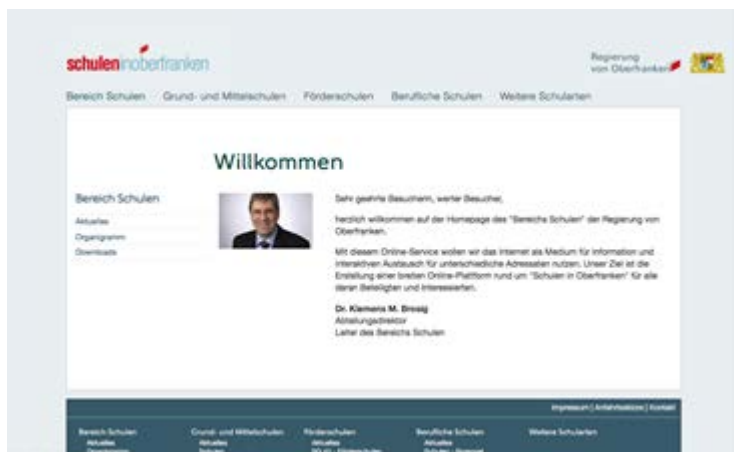 schuleninoberfranken
Regierung
von Oberfranken
Bereich Schulen Grund- und Mittelschulen Förderschulen Berufliche Schulen Weitere Schularten
Willkommen
Bereich Schulen
Aktuelles
Organigramm
Downloads
Sehr geehrte Besucherin, werter Besucher,
herzlich willkommen auf der Homepage des "Bereichs Schulen" der Regierung von
Oberfranken.
Mit diesem Online-Service wollen wir das Internet als Medium für Information und
interaktiven Austausch für unterschiedliche Adressaten nutzen. Unser Ziel ist die
Erstellung einer breiten Online-Plattform rund um "Schulen in Oberfranken" für alle
daran Beteiligten und Interessierten.
Dr. Klemens M. Brosig
Abteilungsdirektor
Leiter des Bereichs Schulen
Impressum | Anfahrtsskizze | Kontakt
Bereich Schulen Grund- und Mittelschulen Förderschulen Berufliche Schulen Weitere Schularten
Aktuelles Aktuelles Aktuelles Aktuelles
Organigramm Schulen